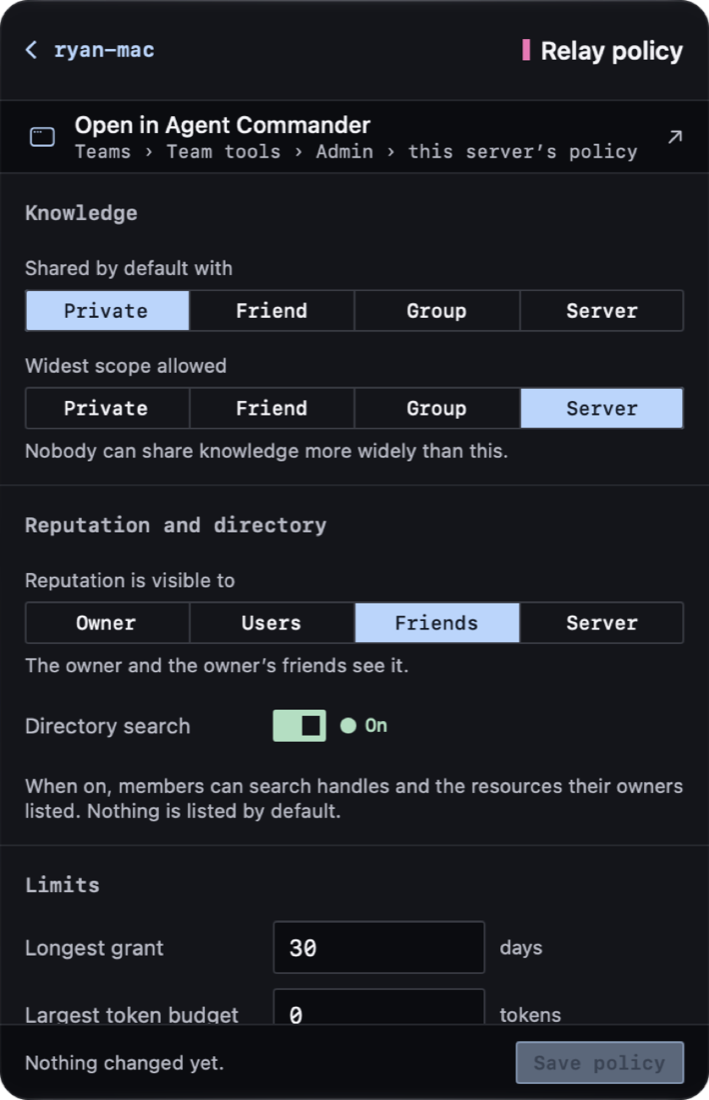 ryan-mac
Relay policy
Open in Agent Commander
Teams › Team tools › Admin › this server’s policy
Knowledge
Shared by default with
Private Friend Group Server
Widest scope allowed
Private Friend Group Server
Nobody can share knowledge more widely than this.
Reputation and directory
Reputation is visible to
Owner Users Friends Server
The owner and the owner’s friends see it.
Directory search On
When on, members can search handles and the resources their owners
listed. Nothing is listed by default.
Limits
Longest grant 30 days
Largest token budget 0 tokens
Nothing changed yet. Save policy